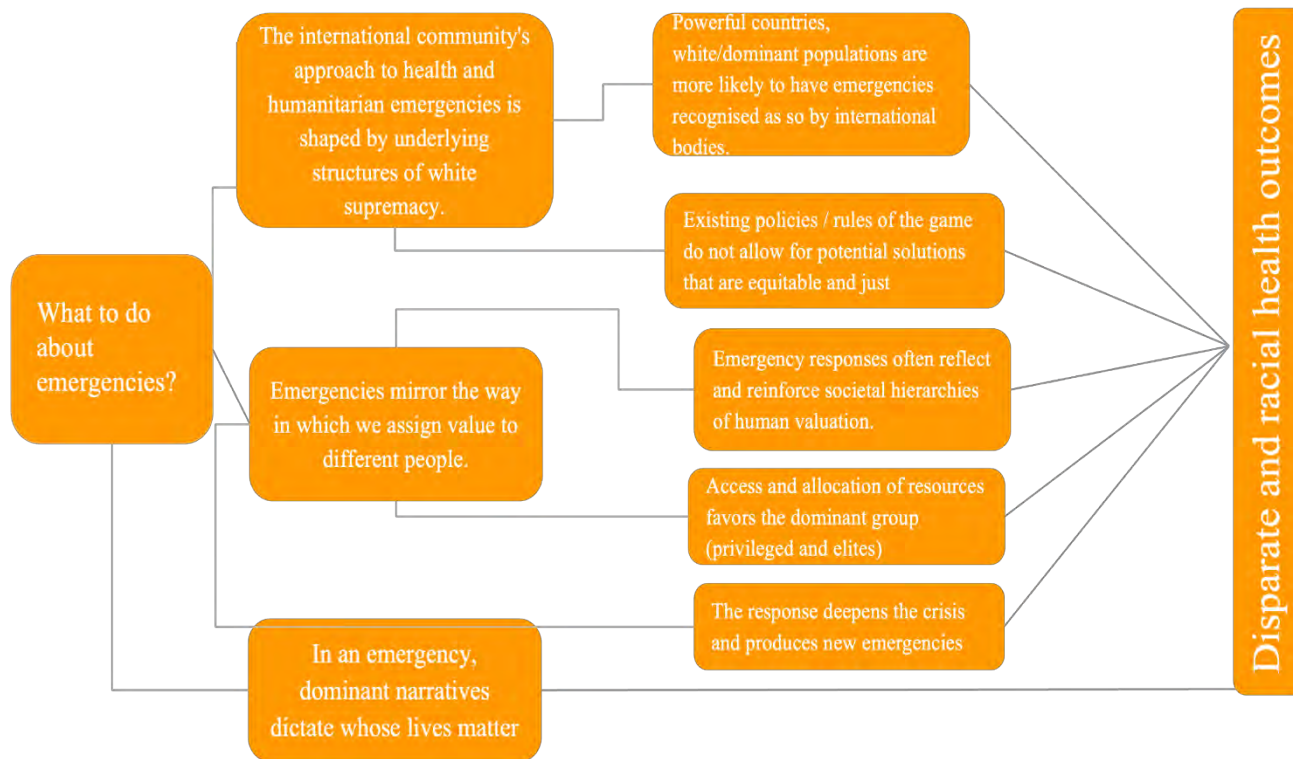 What to do
about
emergencies?
The international community's
approach to health and
humanitarian emergencies is
shaped by underlying
structures of white
supremacy.
Powerful countries,
white/dominant populations are
more likely to have emergencies
recognised as so by international
bodies.
Existing policies / rules of the game
do not allow for potential solutions
that are equitable and just
Emergencies mirror the way
in which we assign value to
different people.
Emergency responses often reflect
and reinforce societal hierarchies
of human valuation.
Access and allocation of resources
favors the dominant group
(privileged and elites)
The response deepens the crisis
and produces new emergencies
In an emergency,
dominant narratives
dictate whose lives matter
Disparate and racial health outcomes